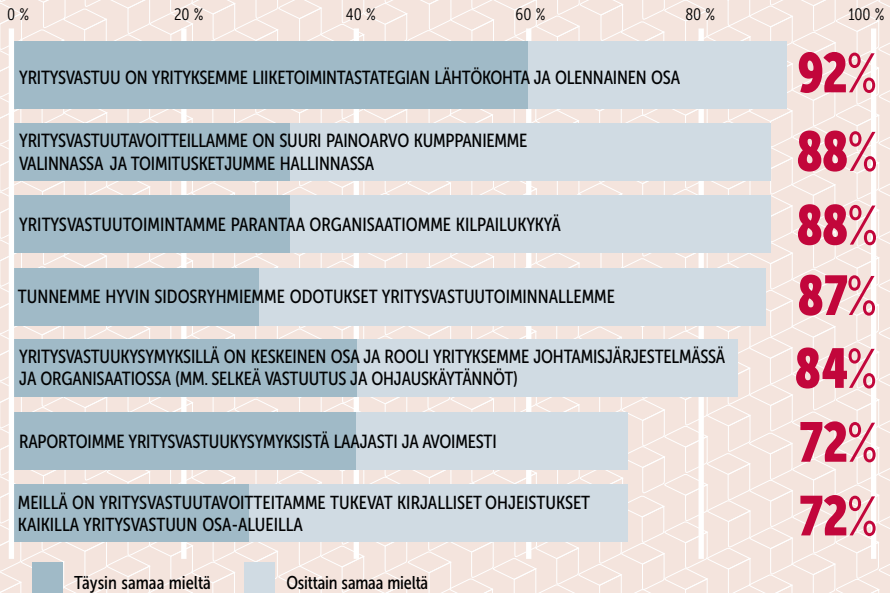 0 % 20 % 40 % 60 % 80 % 100 %
YRITYSVASTUU ON YRITYKSEMME LIIKETOIMINTASTATEGIAN LÄHTÖKOHTA JA OLENNAINEN OSA 92%
YRITYSVASTUUTAVOITTEILLAMME ON SUURI PAINOARVO KUMPPANIEMME
VALINNASSA JA TOIMITUSKETJUMME HALLINNASSA 88%
YRITYSVASTUUTOIMINTAMME PARANTAA ORGANISAATIOMME KILPAILUKYKYÄ 88%
TUNNEMME HYVIN SIDOSRYHMIEMME ODOTUKSET YRITYSVASTUUTOIMINNALLEMME 87%
YRITYSVASTUUKYSYMYKSILLÄ ON KESKEINEN OSA JA ROOLI YRITYKSEMME JOHTAMISJÄRJESTELMÄSSÄ
JA ORGANISAATIOSSA (MM. SELKEÄ VASTUUTUS JA OHJAUSKÄYTÄNNÖT) 84%
RAPORTOIMME YRITYSVASTUUKYSYMYKSISTÄ LAAJASTI JA AVOIMESTI 72%
MEILLÄ ON YRITYSVASTUUTAVOITTEITAMME TUKEVAT KIRJALLISET OHJEISTUKSET
KAIKILLA YRITYSVASTUUN OSA-ALUEILLA 72%
Täysin samaa mieltä Osittain samaa mieltä